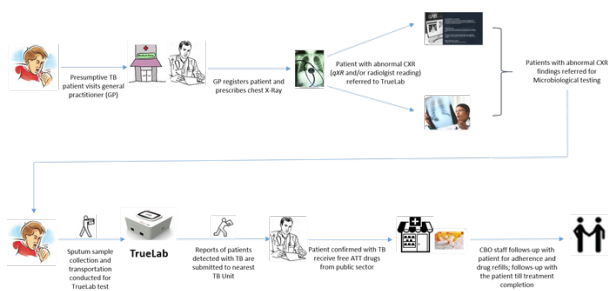 Presumptive TB
patient visits general
practitioner (GP)
GP registers patient and
prescribes chest X-Ray
Patient with abnormal CXR
(qXR and/or radiolgist reading)
referred to TrueLab
Patients with abnormal CXR
findings referred for
Microbiological testing
Sputum sample
collection and
transportation
conducted for
TrueLab test
TrueLab
Reports of patients
detected with TB are
submitted to nearest
TB Unit
Patient confirmed with TB
receive free ATT drugs
from public sector
CBO staff follows up with
patient for adherence and
drug refills; follows-up with
the patient till treatment
completion